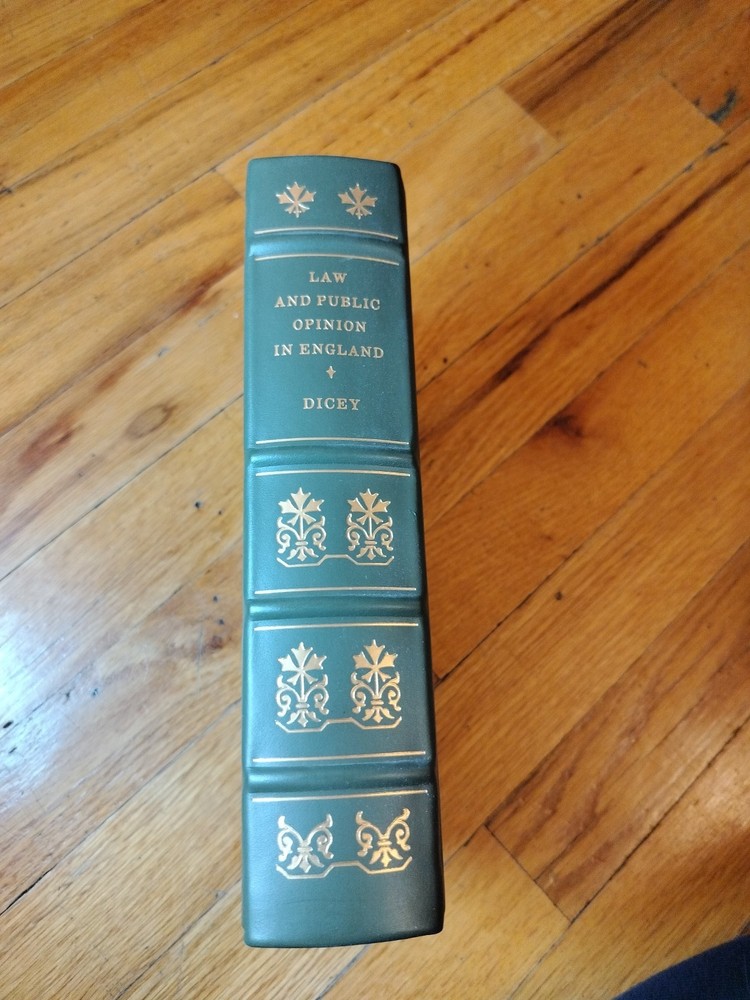 LAW
AND PUBLIC
OPINION
IN ENGLAND
DICEY